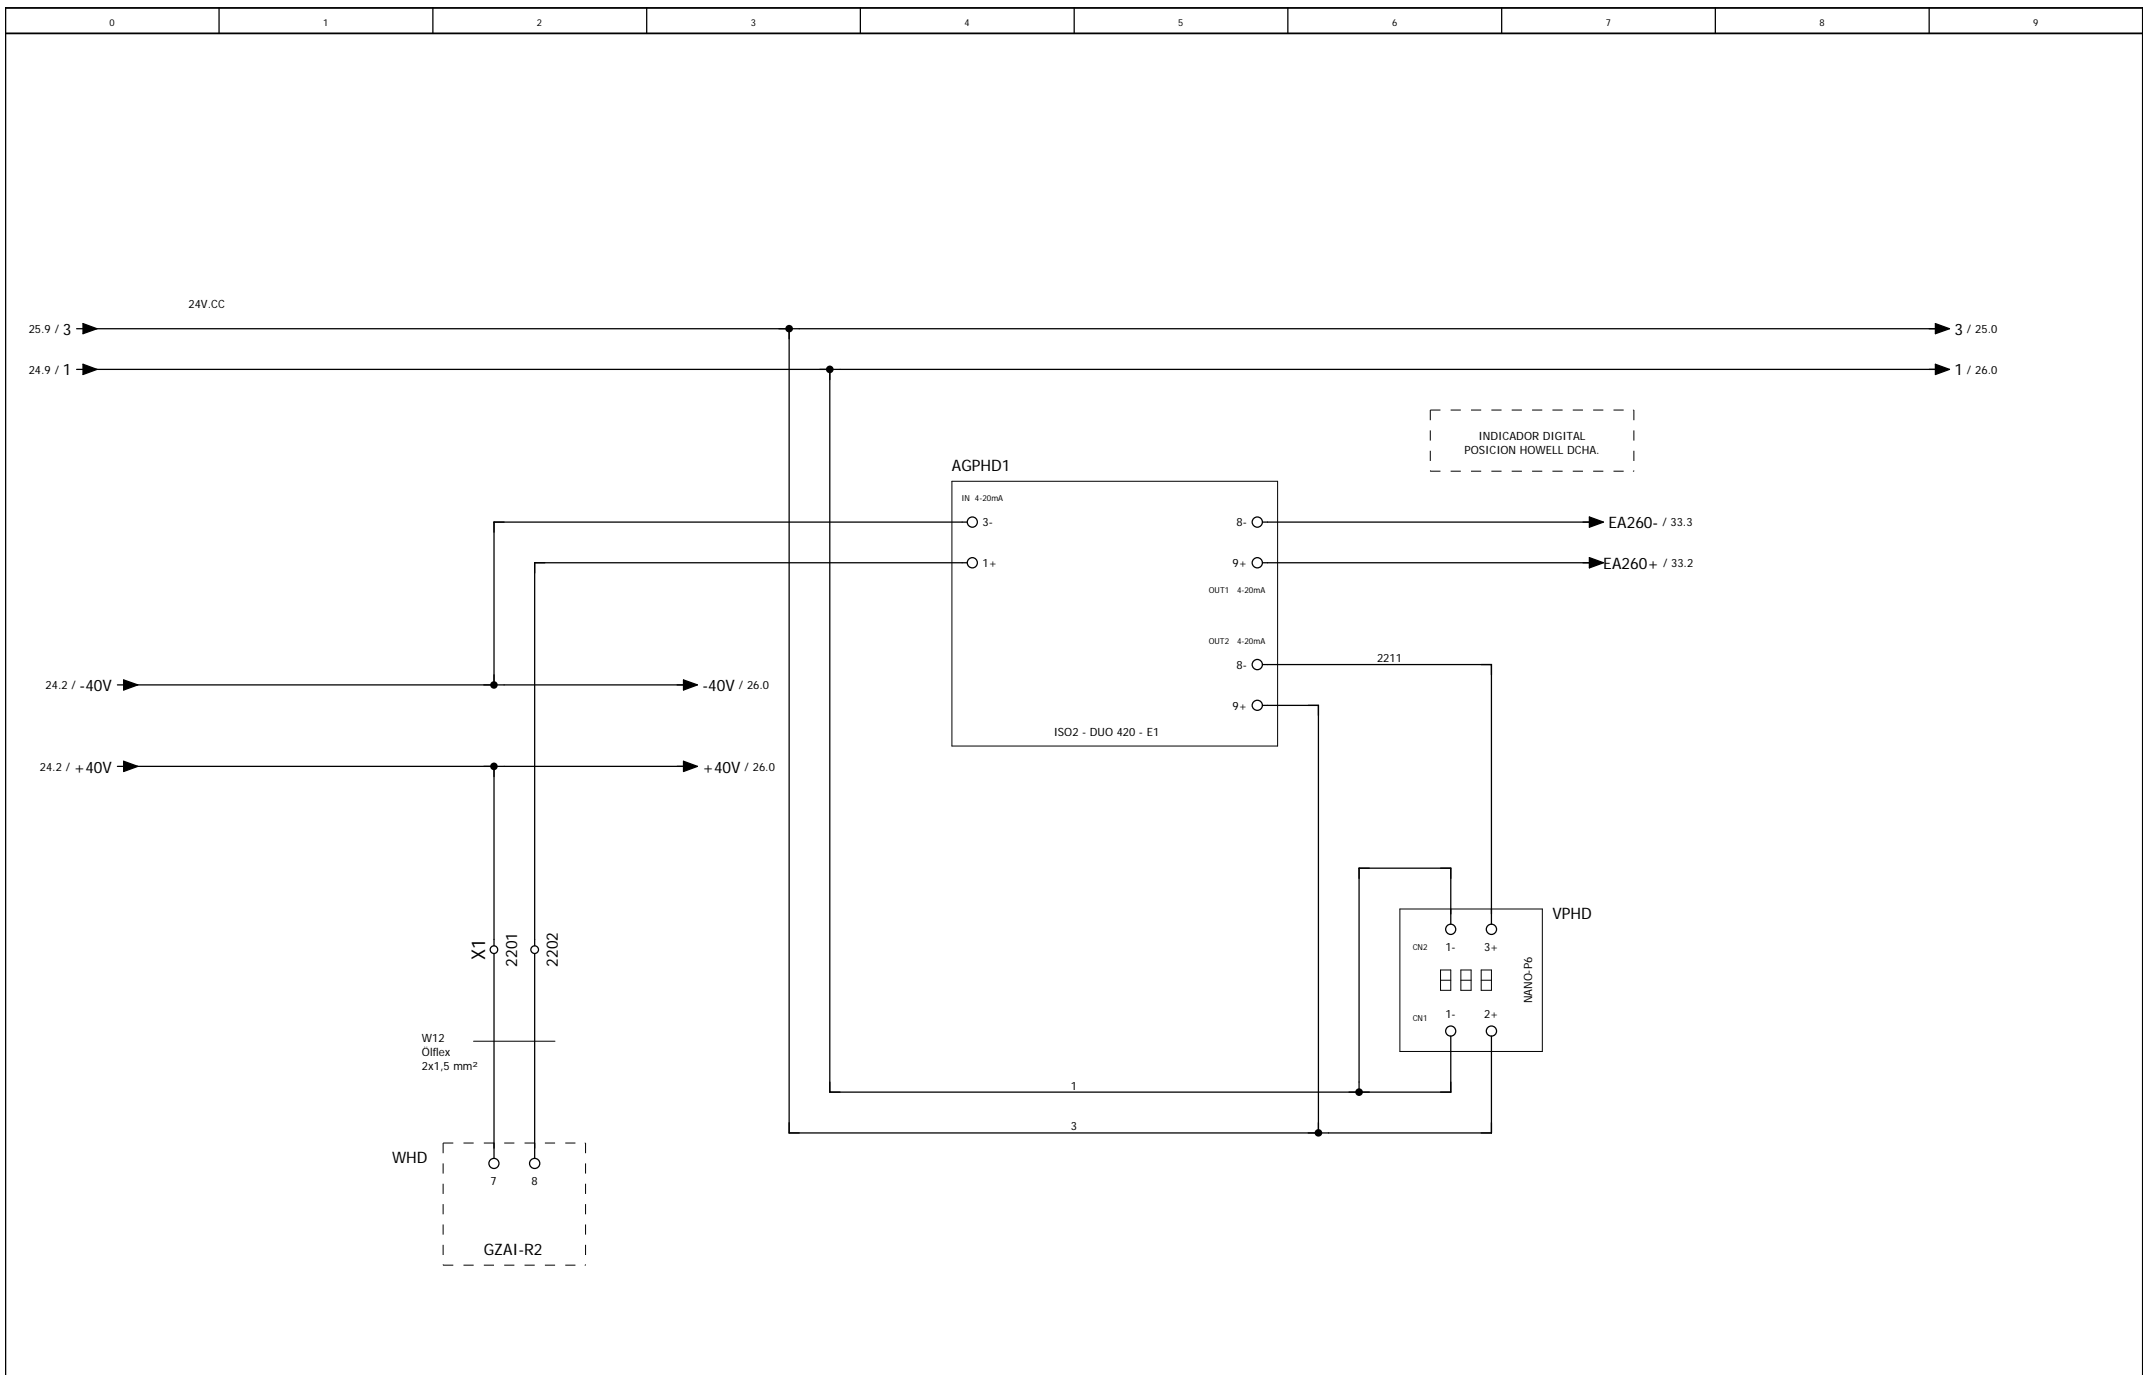 0 1 2 3 4 5 6 7 8 9
24V.CC
25.9 / 3
3 / 25.0
24.9 / 1
1 / 26.0
INDICADOR DIGITAL
POSICION HOWELL DCHA.
AGPHD1
IN 4-20mA
3-
8-
EA260- / 33.3
1+
9+
EA260+ / 33.2
OUT1 4-20mA
OUT2 4-20mA
8-
2211
24.2 / -40V
-40V / 26.0
9+
ISO2 - DUO 420 - E1
24.2 / +40V
+40V / 26.0
VPHD
X1
2201
2202
CN2 1- 3+
NANO-P6
CN1 1- 2+
W12
Ölflex
2x1,5 mm²
1
3
WHD
7 8
GZAI-R2